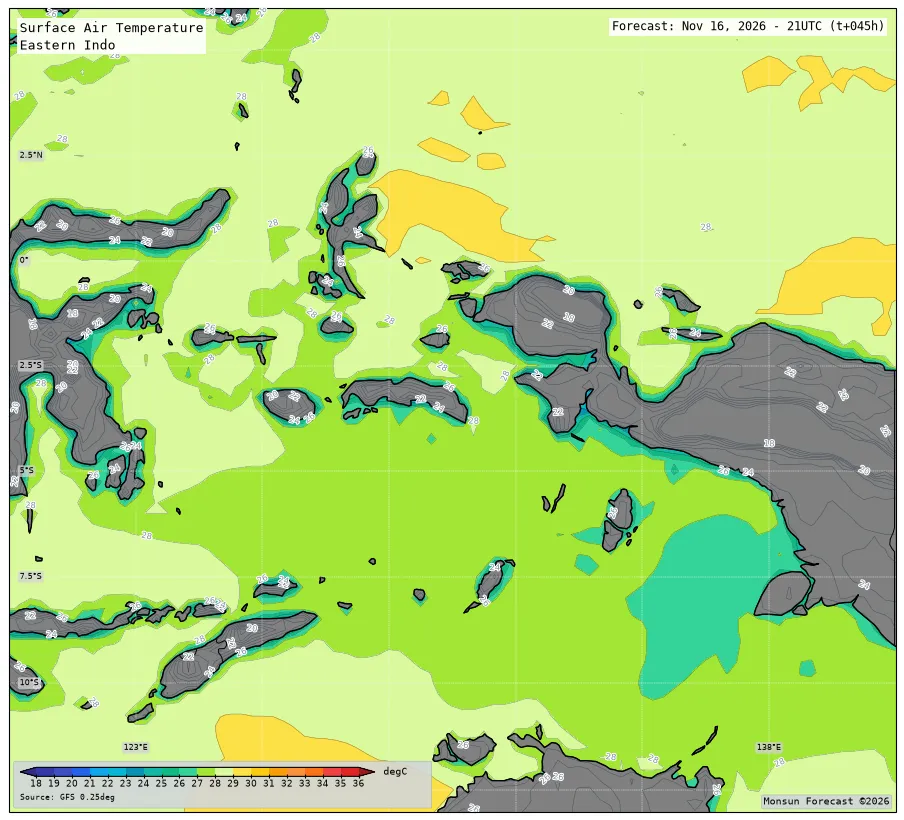 Surface Air Temperature
Eastern Indo
Forecast: Nov 16, 2026 - 21UTC (t+045h)
2.5°N
0°
2.5°S
5°S
7.5°S
10°S
123°E
138°E
degC
18 19 20 21 22 23 24 25 26 27 28 29 30 31 32 33 34 35 36
Source: GFS 0.25deg
Monsun Forecast ©2026